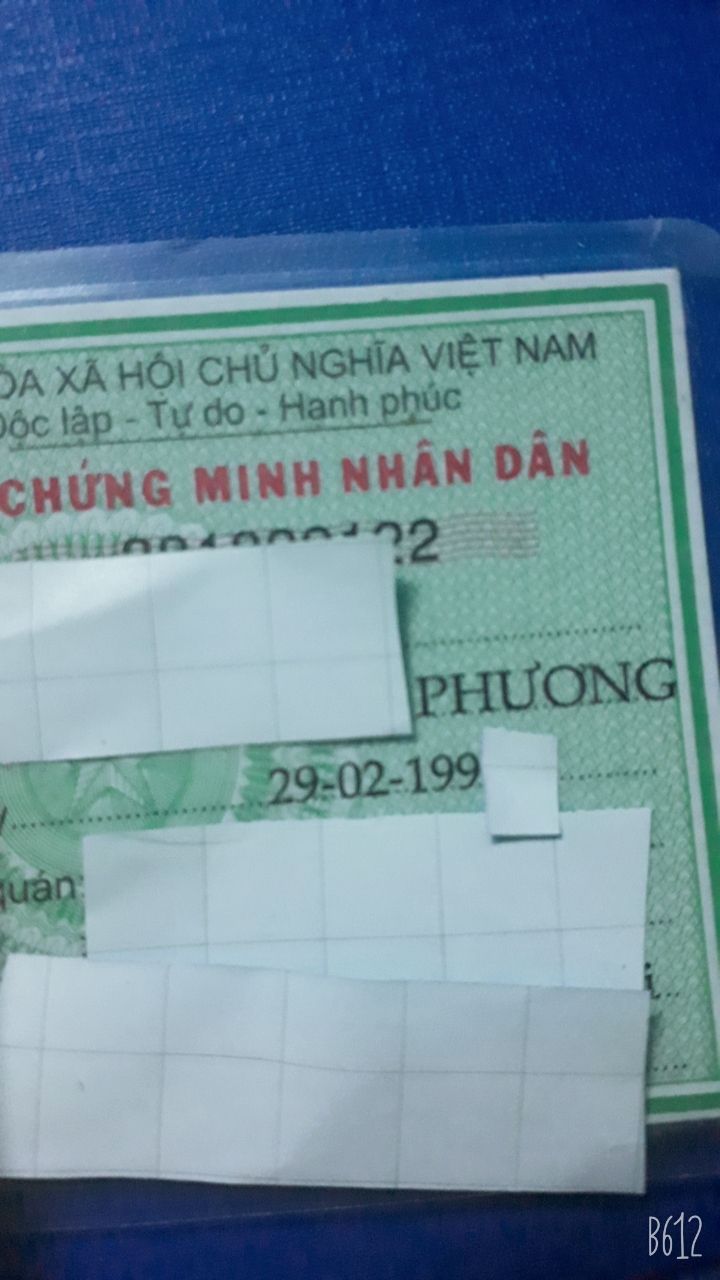 ÒA XÃ HỘI CHỦ NGHĨA VIỆT NAM
Độc lập - Tự do - Hạnh phúc
CHỨNG MINH NHÂN DÂN
22
PHƯƠNG
29-02-199
quán:
B612